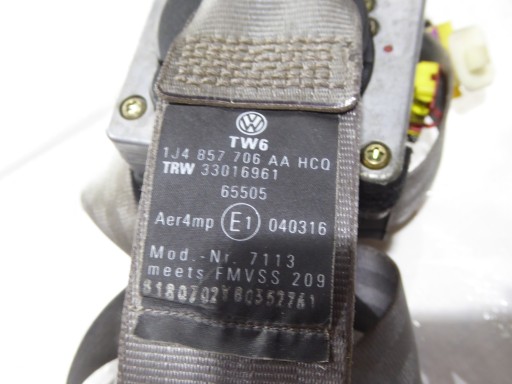 TW6
1J4 857 706 AA HCQ
TRW 33016961
65505
Aer4mp E1 040316
Mod.-Nr. 7113
meets FMVSS 209